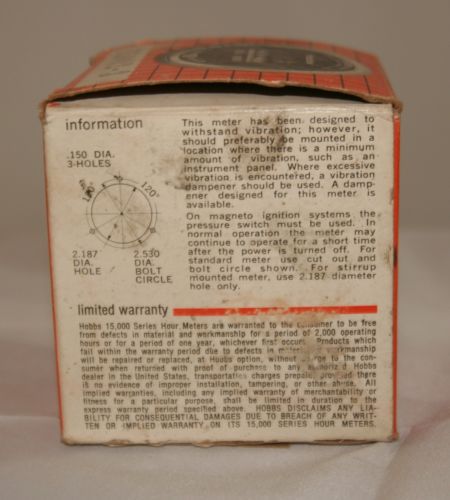 information
This meter has been designed to
withstand vibration; however, it
should preferably be mounted in a
location where there is a minimum
amount of vibration, such as an
instrument panel. Where excessive
vibration is encountered, a vibration
dampener should be used. A damp-
ener designed for this meter is
available.
.150 DIA.
3-HOLES
120°
120°
2.187
DIA.
HOLE
2.530
DIA.
BOLT
CIRCLE
On magneto ignition systems the
pressure switch must be used. In
normal operation the meter may
continue to operate for a short time
after the power is turned off. For
standard meter use cut out and
bolt circle shown. For stirrup
mounted meter, use 2.187 diameter
hole only.
limited warranty
Hobbs 15,000 Series Hour Meters are warranted to the consumer to be free
from defects in material and workmanship for a period of 2,000 operating
hours or for a period of one year, whichever first occurs. Products which
fail within the warranty period due to defects in material or workmanship
will be repaired or replaced, at Hobbs option, without charge to the con-
sumer when returned with proof of purchase to any authorized Hobbs
dealer in the United States, transportation charges prepaid, provided there
is no evidence of improper installation, tampering, or other abuse. All
implied warranties, including any implied warranty of merchantability or
fitness for a particular purpose, shall be limited in duration to the
express warranty period specified above. HOBBS DISCLAIMS ANY LIA-
BILITY FOR CONSEQUENTIAL DAMAGES DUE TO BREACH OF ANY WRIT-
TEN OR IMPLIED WARRANTY ON ITS 15,000 SERIES HOUR METERS.